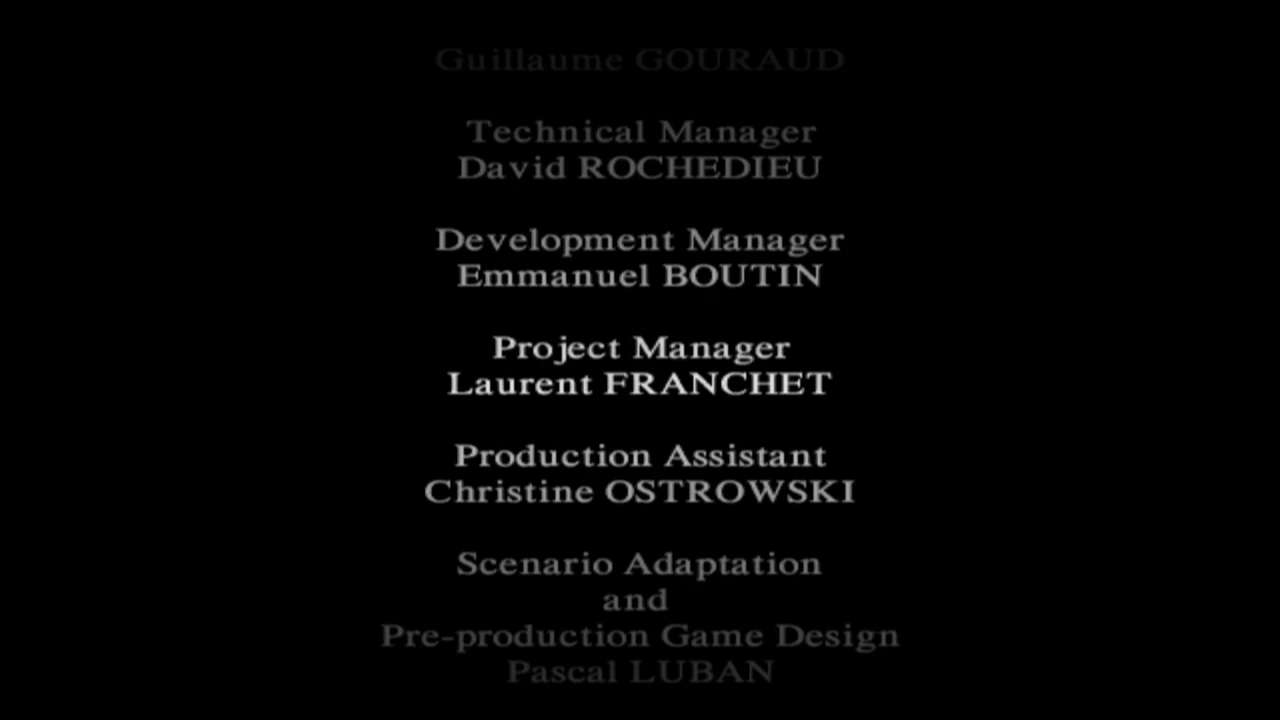 Guillaume GOURAUD
Technical Manager
David ROCHEDIEU
Development Manager
Emmanuel BOUTIN
Project Manager
Laurent FRANCHET
Production Assistant
Christine OSTROWSKI
Scenario Adaptation
and
Pre-production Game Design
Pascal LUBAN